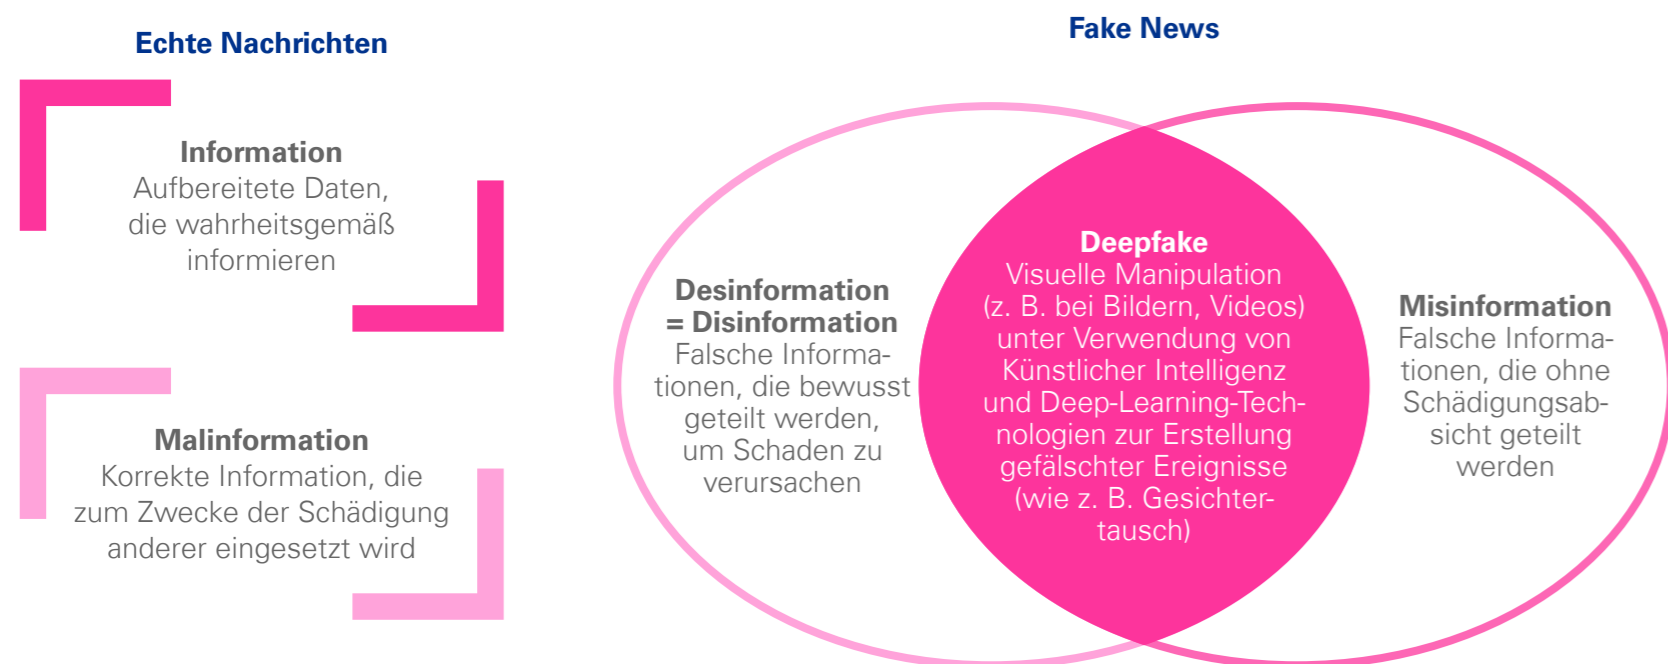 Echte Nachrichten
Information
Aufbereitete Daten,
die wahrheitsgemäß
informieren
Malinformation
Korrekte Information, die
zum Zwecke der Schädigung
anderer eingesetzt wird
Fake News
Desinformation
= Disinformation
Falsche Informa-
tionen, die bewusst
geteilt werden,
um Schaden zu
verursachen
Deepfake
Visuelle Manipulation
(z. B. bei Bildern, Videos)
unter Verwendung von
Künstlicher Intelligenz
und Deep-Learning-Tech-
nologien zur Erstellung
gefälschter Ereignisse
(wie z. B. Gesichter-
tausch)
Misinformation
Falsche Informa-
tionen, die ohne
Schädigungsab-
sicht geteilt
werden